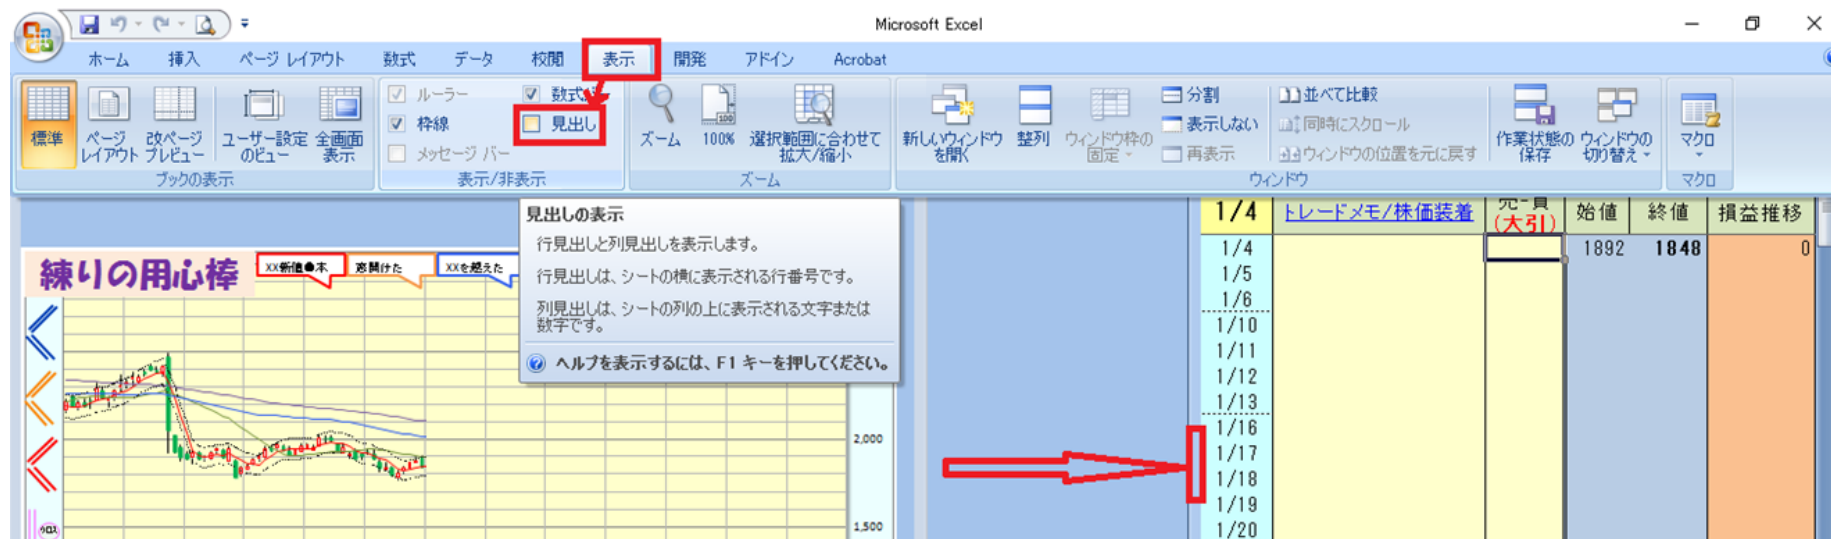 Microsoft Excel
ホーム 挿入 ページ レイアウト 数式 データ 校閲 表示 開発 アドイン Acrobat
標準
ページ
レイアウト
改ページ
プレビュー
ユーザー設定
のビュー
全画面
表示
ブックの表示
ルーラー
枠線
メッセージ バー
見出し
表示/非表示
ズーム
100%
選択範囲に合わせて
拡大/縮小
ズーム
新しいウィンドウ
を開く
整列
ウィンドウ枠の
固定
分割
表示しない
再表示
並べて比較
同時にスクロール
ウィンドウの位置を元に戻す
作業状態の
保存
ウィンドウの
切り替え
ウィンドウ
マクロ
マクロ
見出しの表示
行見出しと列見出しを表示します。
行見出しは、シートの横に表示される行番号です。
列見出しは、シートの列の上に表示される文字または
数字です。
ヘルプを表示するには、F1 キーを押してください。
練りの用心棒
XX新値●本
窓開けた
XXを超えた
クロス
2,000
1,500
1/4 トレードメモ/株価装着 (大引) 始値 終値 損益推移
1/4 1892 1848 0
1/5
1/6
1/10
1/11
1/12
1/13
1/16
1/17
1/18
1/19
1/20